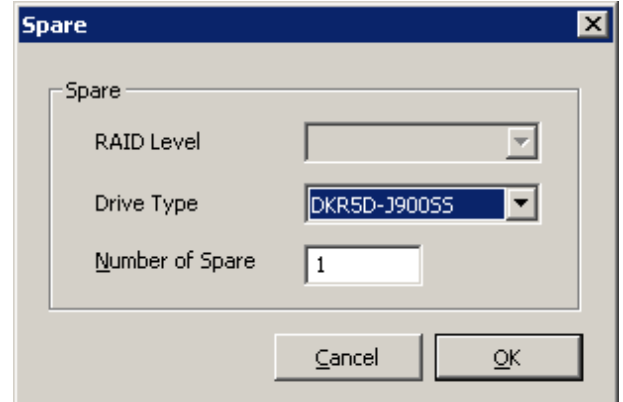 Spare
Spare
RAID Level
Drive Type DKR5D-J900SS
Number of Spare 1
Cancel OK